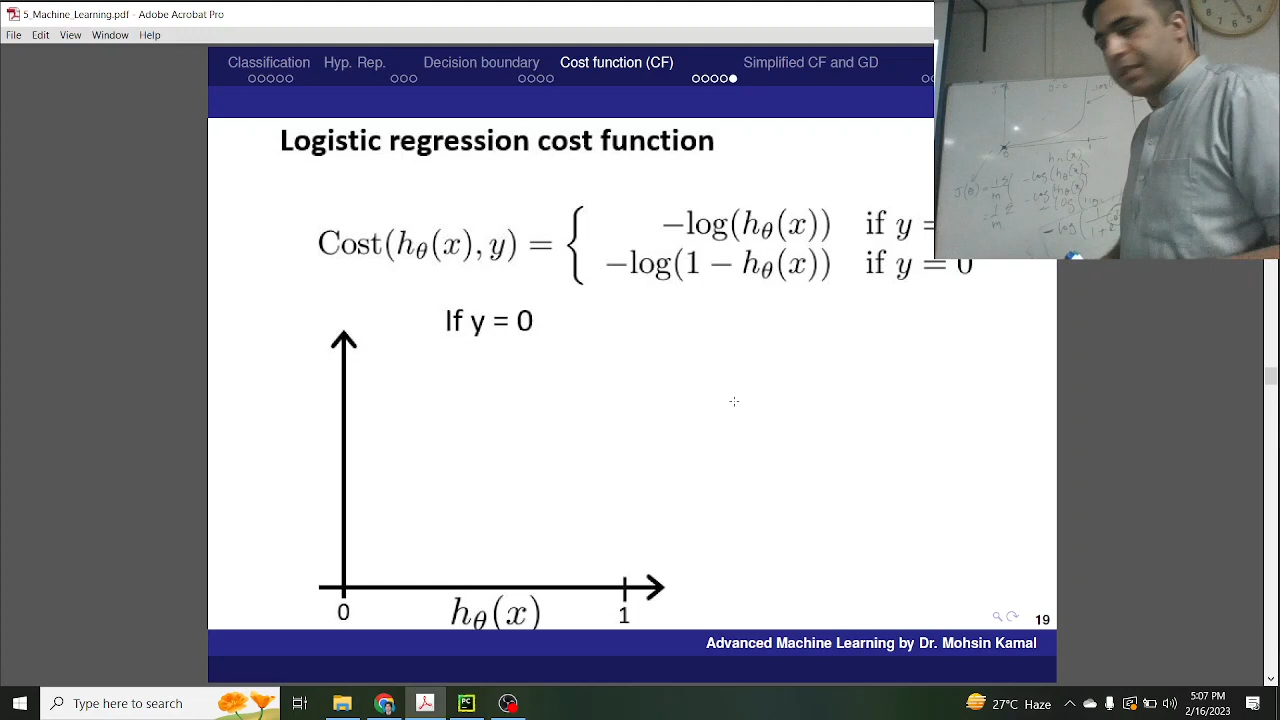 5_Machine_Learning.pdf - Adobe Acrobat Pro
File Edit View Window Help
Classification Hyp. Rep. Decision boundary Cost function (CF) Simplified CF and GD
Logistic regression cost function
Cost(hθ(x), y) = {
−log(hθ(x)) if y =
−log(1 − hθ(x)) if y = 0
If y = 0
0 hθ(x) 1
19
Advanced Machine Learning by Dr. Mohsin Kamal
Type here to search
27°C Haze
5:07 PM
2/16/2023